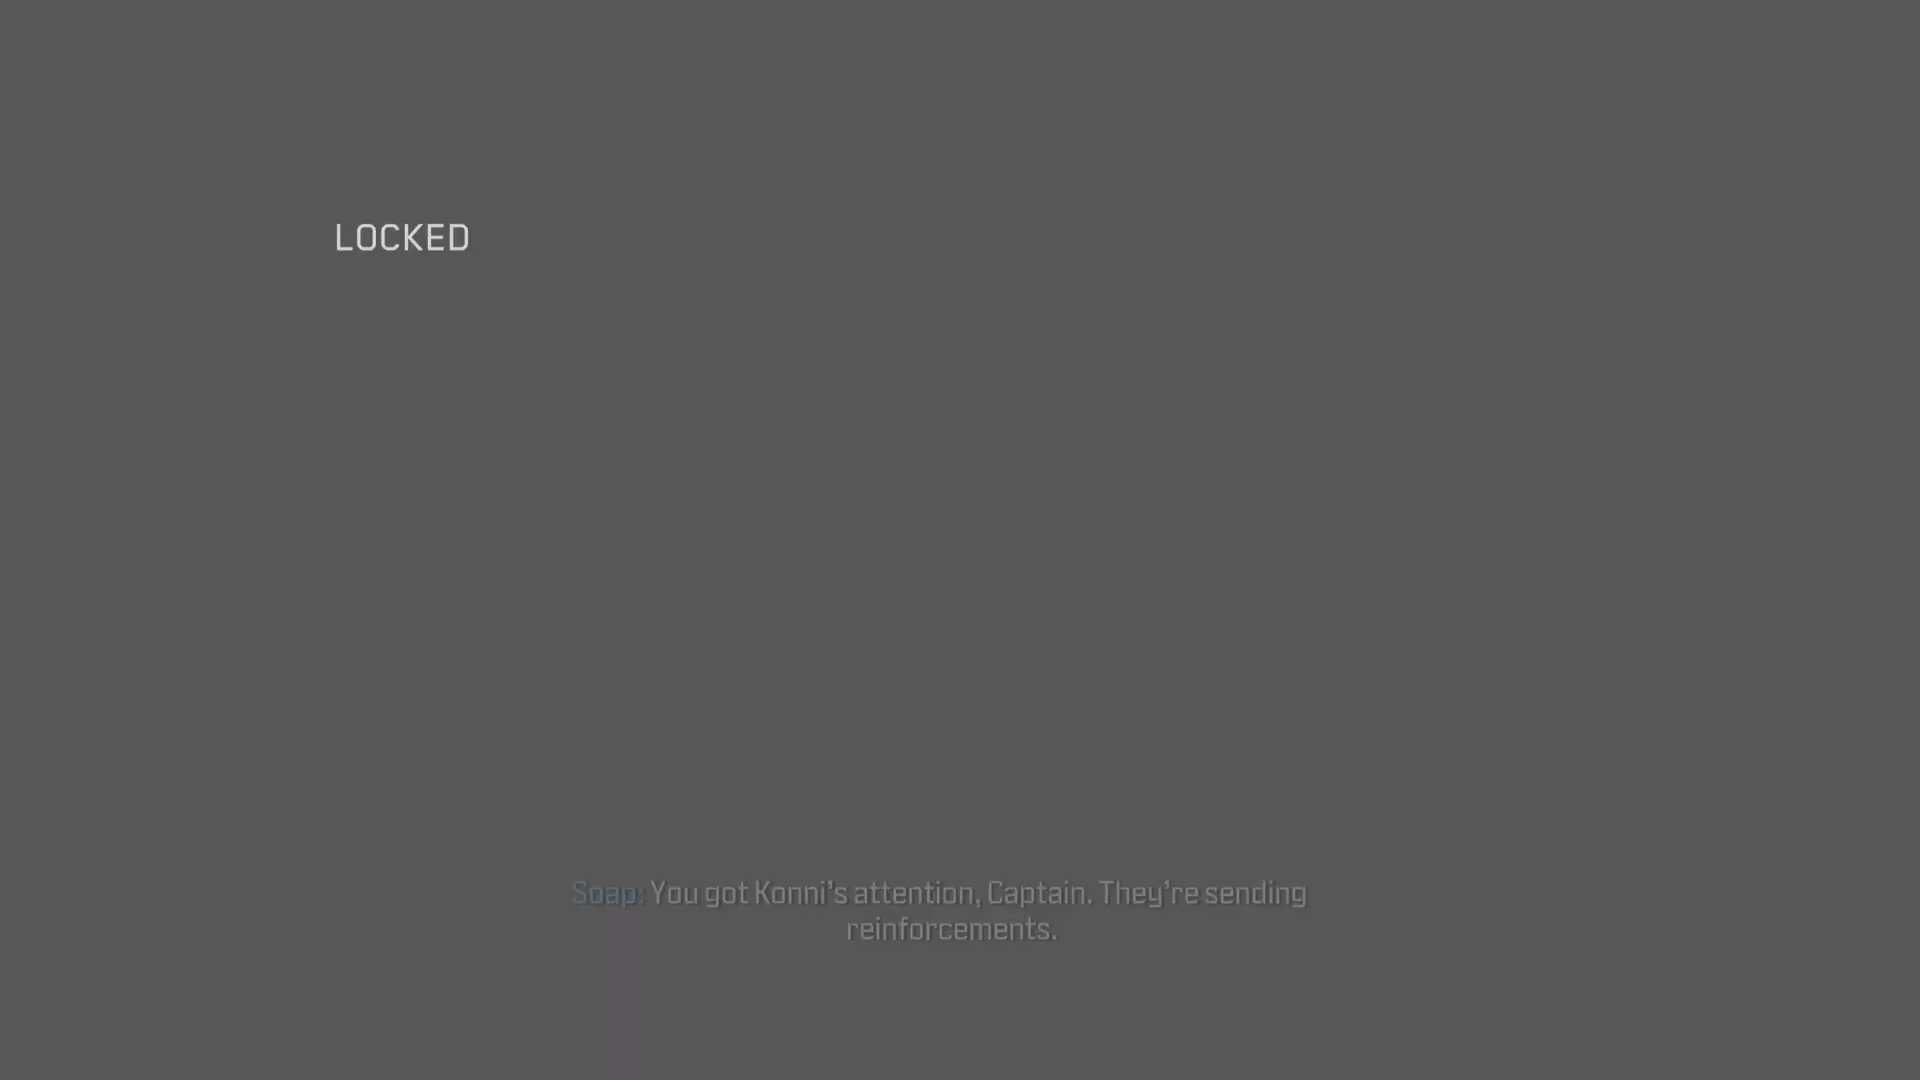 LOCKED
Soap: You got Konni's attention, Captain. They're sending
reinforcements.